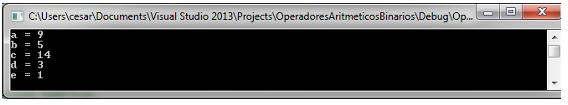 C:\Users\cesar\Documents\Visual Studio 2013\Projects\OperadoresAritmeticosBinarios\Debug\Op...
a = 9
b = 5
c = 14
d = 3
e = 1